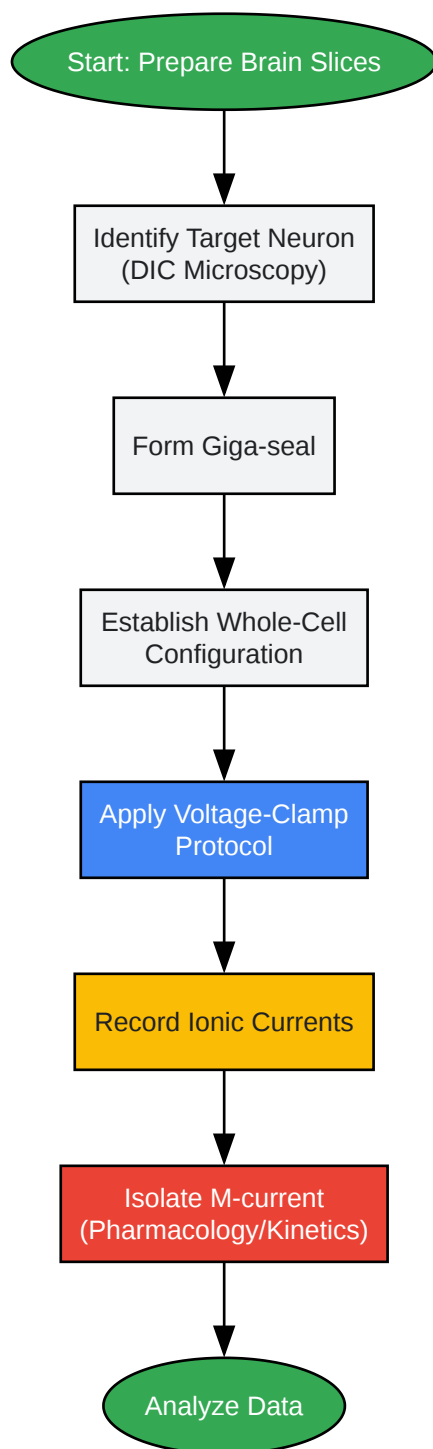 Start: Prepare Brain Slices
Identify Target Neuron
(DIC Microscopy)
Form Giga-seal
Establish Whole-Cell
Configuration
Apply Voltage-Clamp
Protocol
Record Ionic Currents
Isolate M-current
(Pharmacology/Kinetics)
Analyze Data